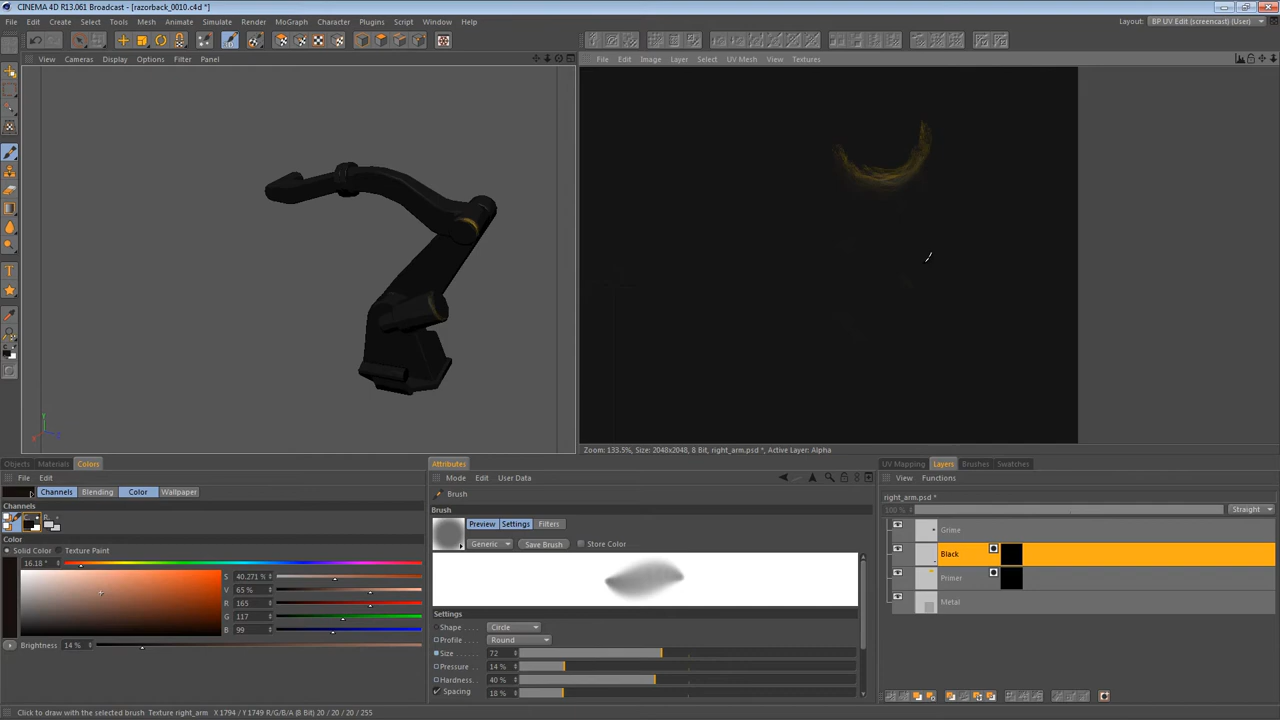 CINEMA 4D R13.061 Broadcast - [razorback_0010.c4d *]
File Edit Create Select Tools Mesh Animate Simulate Render MoGraph Character Plugins Script Window Help
Layout: BP UV Edit (screencast) (User)
View Cameras Display Options Filter Panel
File Edit Image Layer Select UV Mesh View Textures
Zoom: 133.5%, Size: 2048x2048, 8 Bit, right_arm.psd *, Active Layer: Alpha
Objects Materials Colors
File Edit
Channels Blending Color Wallpaper
Channels
C. R.
Color
Solid Color Texture Paint
16.18 °
S 40.271 %
V 65 %
R 165
G 117
B 99
Brightness 14 %
Attributes
Mode Edit User Data
Brush
Brush
Preview Settings Filters
Generic Save Brush Store Color
Settings
Shape . . . . Circle
Profile . . . . Round
Size . . . . . . 72
Pressure . . . 14 %
Hardness . . . 40 %
Spacing 18 %
UV Mapping Layers Brushes Swatches
View Functions
right_arm.psd *
100 % Straight
Grime
Black
Primer
Metal
Click to draw with the selected brush Texture right_arm X 1794 / Y 1749 R/G/B/A (8 Bit) 20 / 20 / 20 / 255
X
Y